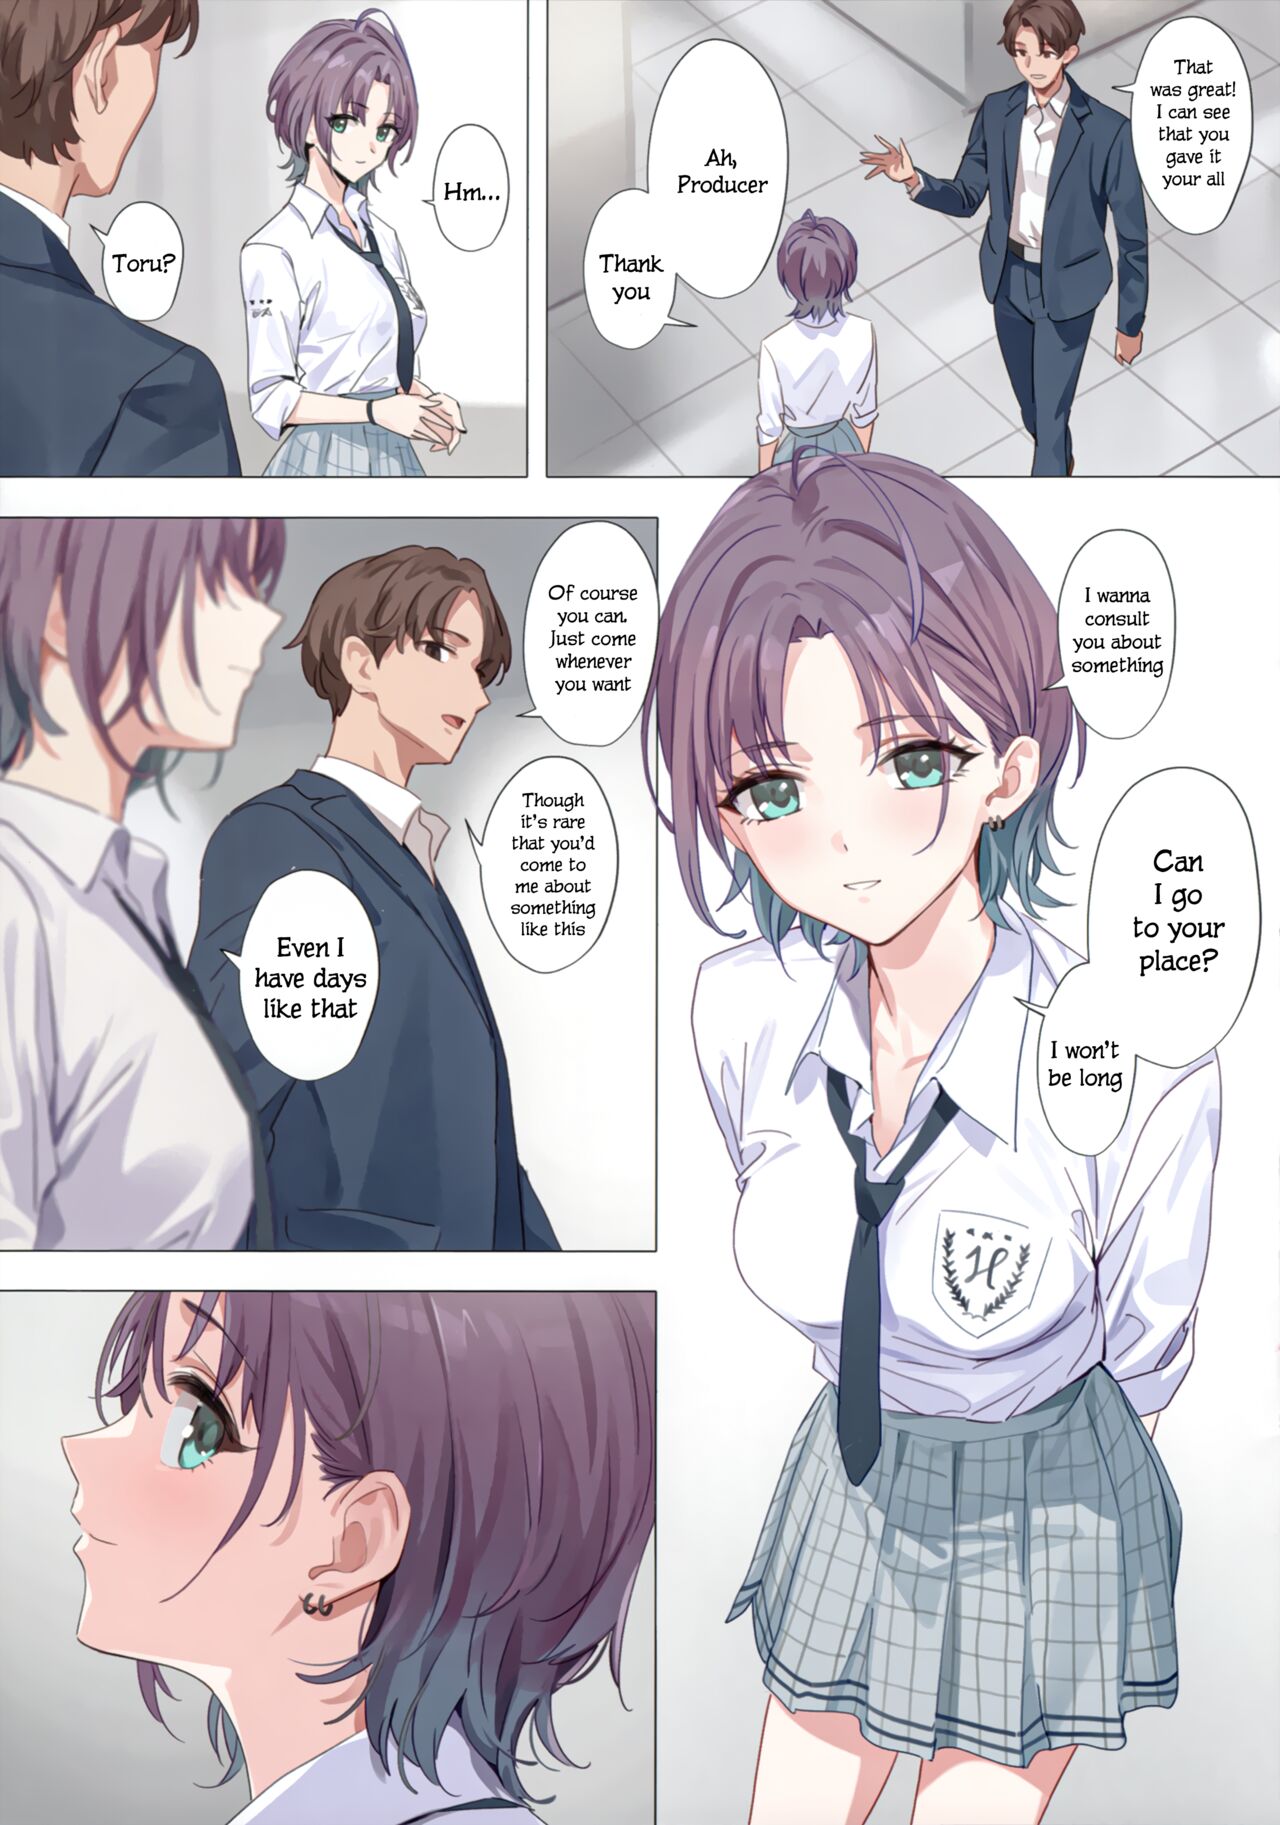 That
was great!
I can see
that you
gave it
your all
Ah,
Producer
Thank
you
Hm...
Toru?
I wanna
consult
you about
something
Can
I go
to your
place?
I won't
be long
Of course
you can.
Just come
whenever
you want
Though
it's rare
that you'd
come to
me about
something
like this
Even I
have days
like that